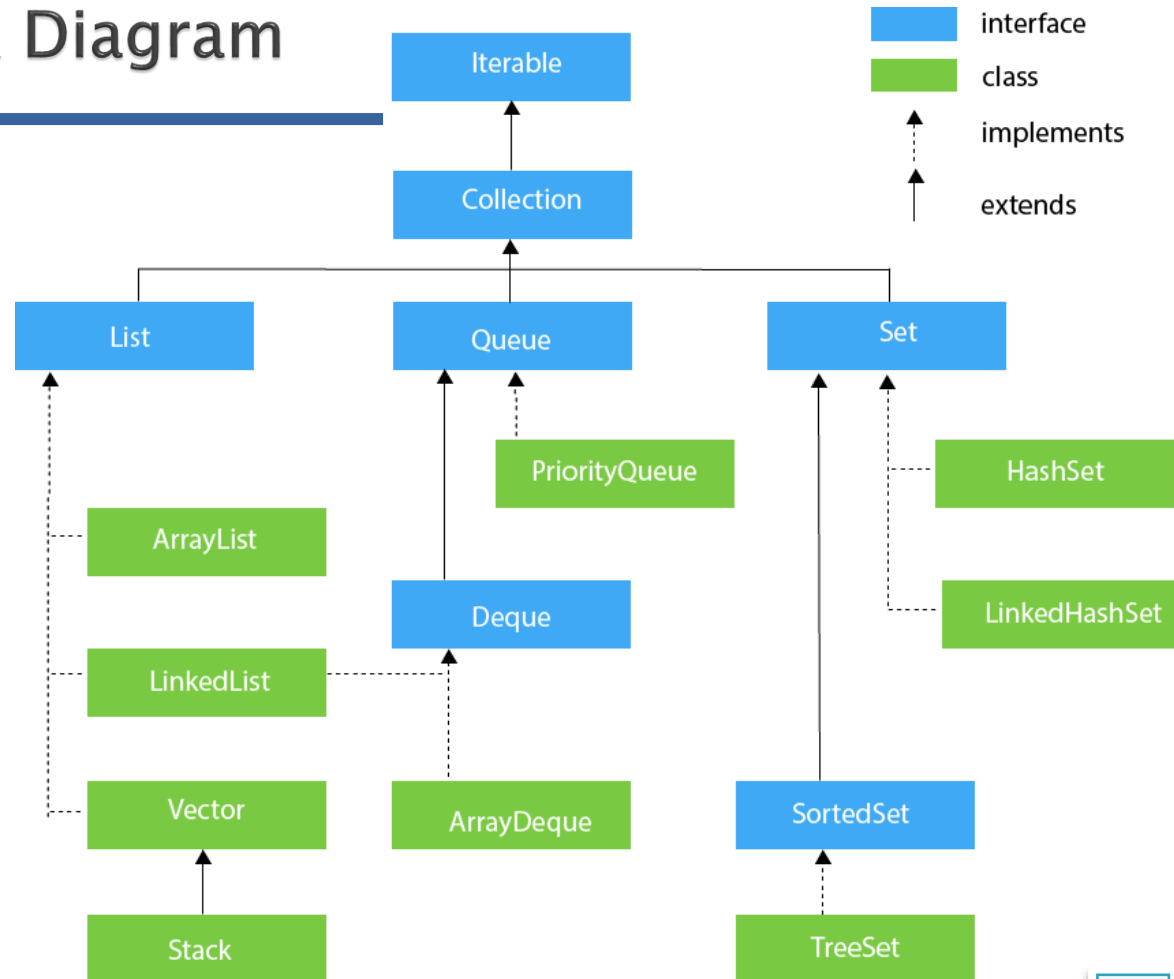 Diagram
interface
class
implements
extends
Iterable
Collection
List
Queue
Set
PriorityQueue
HashSet
ArrayList
Deque
LinkedHashSet
LinkedList
Vector
ArrayDeque
SortedSet
Stack
TreeSet